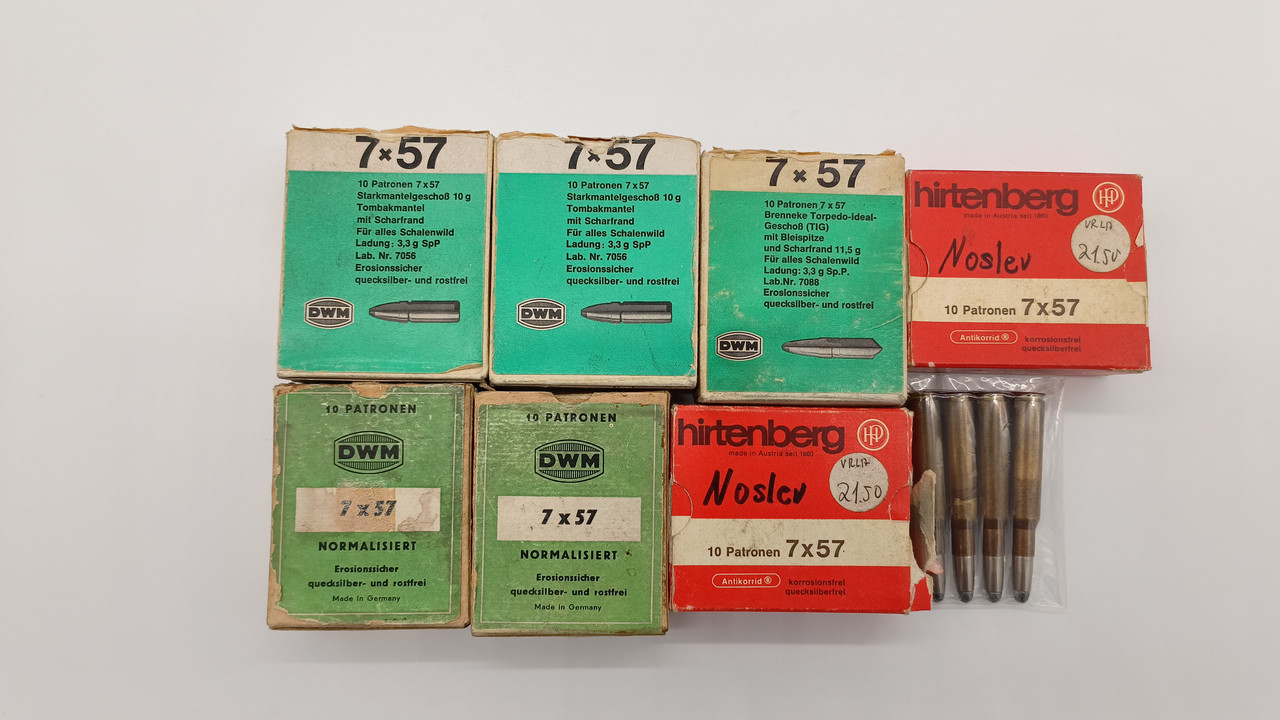 7x57
10 Patronen 7x57
Starkmantelgeschoß 10 g
Tombakmantel
mit Scharfrand
Für alles Schalenwild
Ladung: 3,3 g SpP
Lab. Nr. 7056
Erosionssicher
quecksilber- und rostfrei
DWM
7x57
10 Patronen 7x57
Starkmantelgeschoß 10 g
Tombakmantel
mit Scharfrand
Für alles Schalenwild
Ladung: 3,3 g SpP
Lab. Nr. 7056
Erosionssicher
quecksilber- und rostfrei
DWM
7 x 57
10 Patronen 7 x 57
Brenneke Torpedo-ideal-
Geschoß (TIG)
mit Bleispitze
und Scharfrand 11,5 g
Für alles Schalenwild
Ladung: 3,3 g Sp.P.
Lab.Nr. 7088
Erosionssicher
quecksilber- und rostfrei
DWM
hirtenberg HP
made in Austria seit 1860
VRLP
21.50
Nosler
10 Patronen 7x57
Antikorrid® korrosionsfrei
quecksilberfrei
10 PATRONEN
DWM
7 x 57
NORMALISIERT
Erosionssicher
quecksilber- und rostfrei
Made in Germany
10 PATRONEN
DWM
7 x 57
NORMALISIERT
Erosionssicher
quecksilber- und rostfrei
Made in Germany
hirtenberg HP
made in Austria seit 1860
VRLP
21.50
Nosler
10 Patronen 7x57
Antikorrid® korrosionsfrei
quecksilberfrei